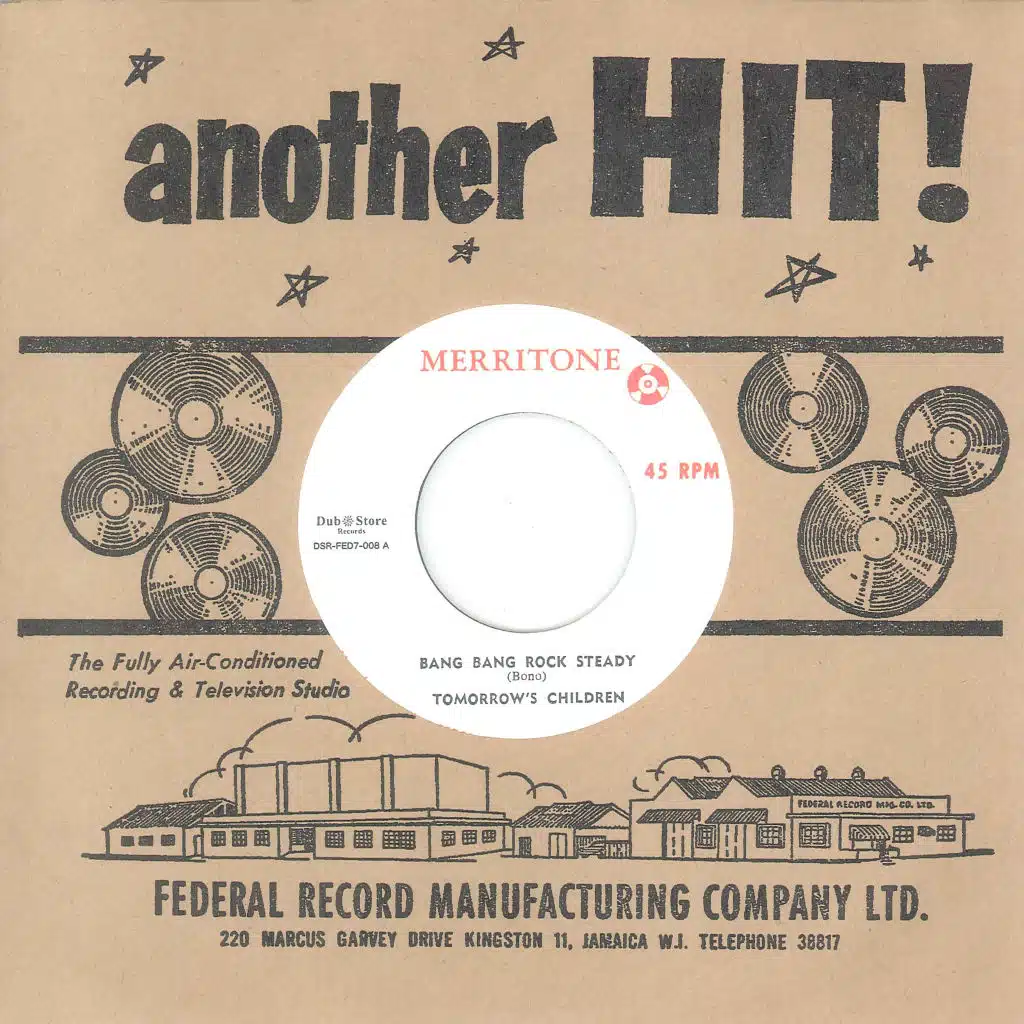 another HIT!
MERRITONE
45 RPM
Dub Store
Records
DSR-FED7-008 A
BANG BANG ROCK STEADY
(Bono)
TOMORROW'S CHILDREN
The Fully Air-Conditioned
Recording & Television Studio
FEDERAL RECORD MNG. CO. LTD.
FEDERAL RECORD MANUFACTURING COMPANY LTD.
220 MARCUS GARVEY DRIVE KINGSTON 11, JAMAICA W.I. TELEPHONE 38817